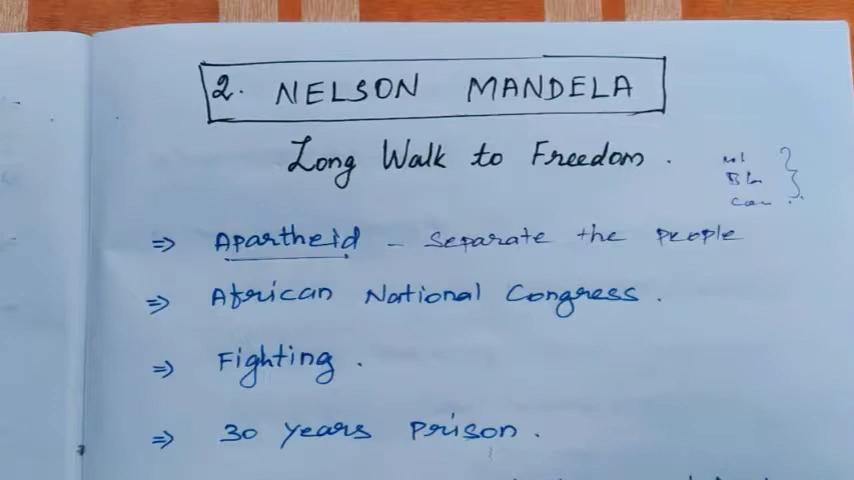 2. NELSON MANDELA
Long Walk to Freedom.
⇒ Apartheid - Separate the people
⇒ African National Congress.
⇒ Fighting.
⇒ 30 years prison.